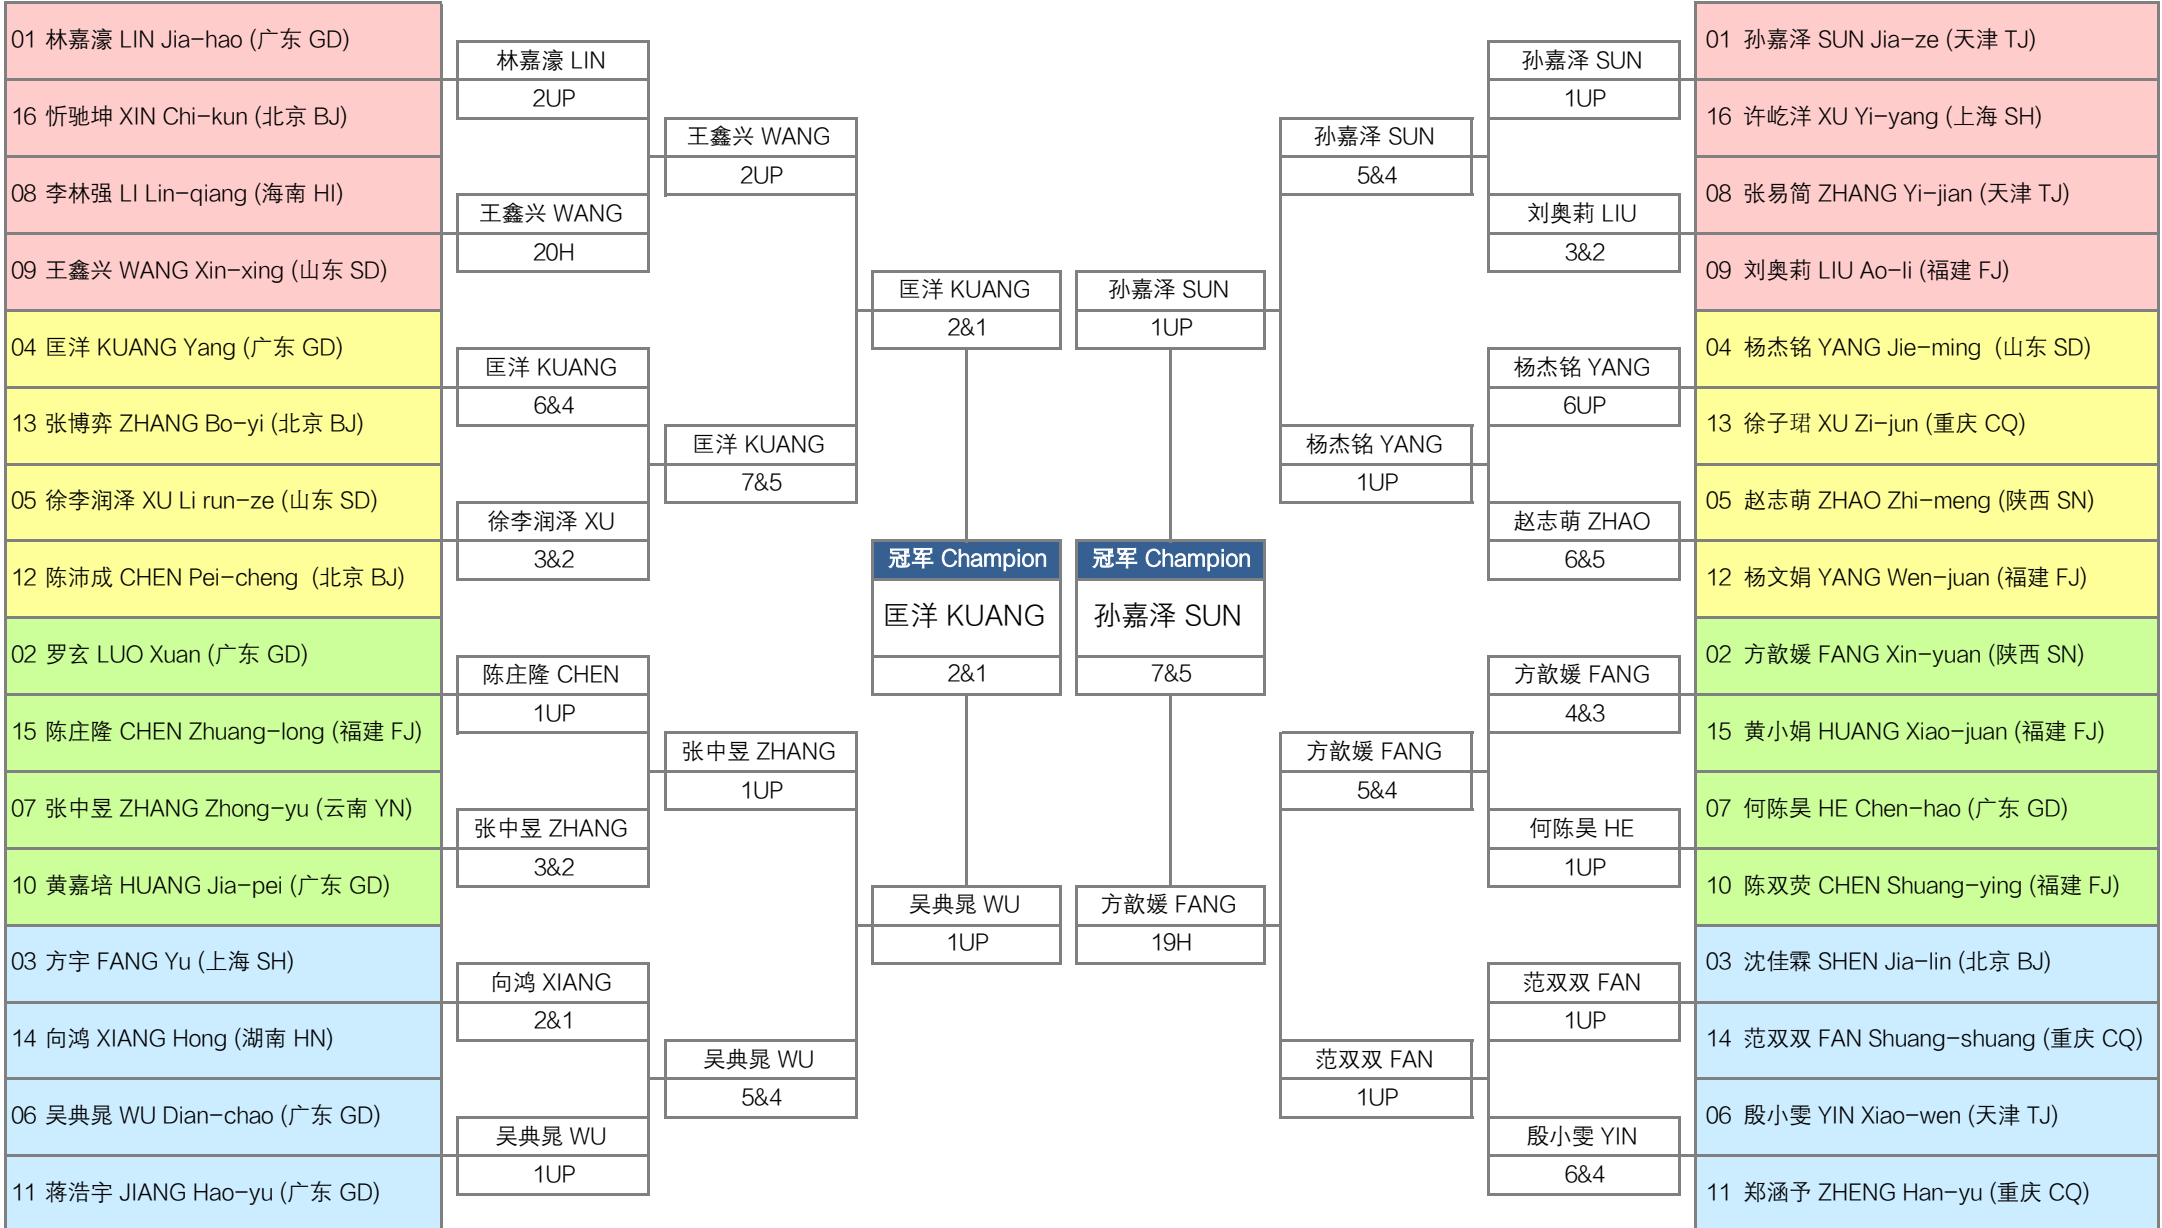 01 林嘉濠 LIN Jia-hao (广东 GD)
16 忻驰坤 XIN Chi-kun (北京 BJ)
08 李林强 LI Lin-qiang (海南 HI)
09 王鑫兴 WANG Xin-xing (山东 SD)
04 匡洋 KUANG Yang (广东 GD)
13 张博弈 ZHANG Bo-yi (北京 BJ)
05 徐李润泽 XU Li run-ze (山东 SD)
12 陈沛成 CHEN Pei-cheng (北京 BJ)
02 罗玄 LUO Xuan (广东 GD)
15 陈庄隆 CHEN Zhuang-long (福建 FJ)
07 张中昱 ZHANG Zhong-yu (云南 YN)
10 黄嘉培 HUANG Jia-pei (广东 GD)
03 方宇 FANG Yu (上海 SH)
14 向鸿 XIANG Hong (湖南 HN)
06 吴典晁 WU Dian-chao (广东 GD)
11 蒋浩宇 JIANG Hao-yu (广东 GD)
林嘉濠 LIN
2UP
王鑫兴 WANG
20H
匡洋 KUANG
6&4
徐李润泽 XU
3&2
陈庄隆 CHEN
1UP
张中昱 ZHANG
3&2
向鸿 XIANG
2&1
吴典晁 WU
1UP
王鑫兴 WANG
2UP
匡洋 KUANG
7&5
张中昱 ZHANG
1UP
吴典晁 WU
5&4
匡洋 KUANG
2&1
冠军 Champion
匡洋 KUANG
2&1
吴典晁 WU
1UP
孙嘉泽 SUN
1UP
冠军 Champion
孙嘉泽 SUN
7&5
方歆媛 FANG
19H
孙嘉泽 SUN
5&4
杨杰铭 YANG
1UP
方歆媛 FANG
5&4
范双双 FAN
1UP
孙嘉泽 SUN
1UP
刘奥莉 LIU
3&2
杨杰铭 YANG
6UP
赵志萌 ZHAO
6&5
方歆媛 FANG
4&3
何陈昊 HE
1UP
范双双 FAN
1UP
殷小雯 YIN
6&4
01 孙嘉泽 SUN Jia-ze (天津 TJ)
16 许屹洋 XU Yi-yang (上海 SH)
08 张易简 ZHANG Yi-jian (天津 TJ)
09 刘奥莉 LIU Ao-li (福建 FJ)
04 杨杰铭 YANG Jie-ming (山东 SD)
13 徐子珺 XU Zi-jun (重庆 CQ)
05 赵志萌 ZHAO Zhi-meng (陕西 SN)
12 杨文娟 YANG Wen-juan (福建 FJ)
02 方歆媛 FANG Xin-yuan (陕西 SN)
15 黄小娟 HUANG Xiao-juan (福建 FJ)
07 何陈昊 HE Chen-hao (广东 GD)
10 陈双荧 CHEN Shuang-ying (福建 FJ)
03 沈佳霖 SHEN Jia-lin (北京 BJ)
14 范双双 FAN Shuang-shuang (重庆 CQ)
06 殷小雯 YIN Xiao-wen (天津 TJ)
11 郑涵予 ZHENG Han-yu (重庆 CQ)